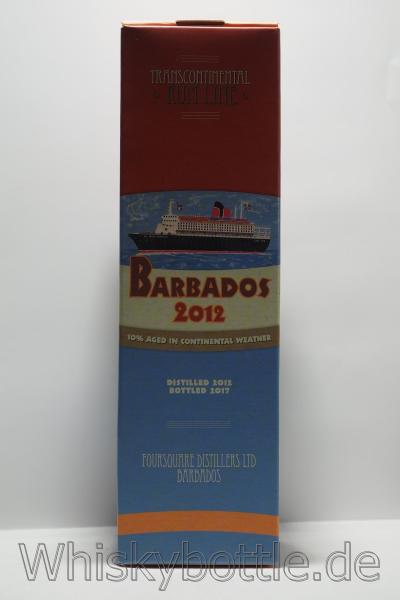 TRANSCONTINENTAL
RUM LINE
BARBADOS
2012
10% AGED IN CONTINENTAL WEATHER
DISTILLED 2012
BOTTLED 2017
FOURSQUARE DISTILLERS LTD
BARBADOS
© Whiskybottle.de